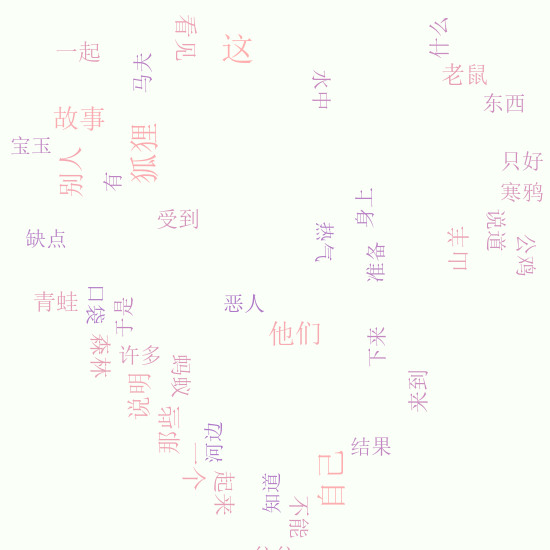 什么
看见
这
一起
马夫
老鼠
水中
东西
故事
宝玉
狐狸
别人
只好
有
寒鸦
身上
受到
说道
缺点
热气
山羊
公鸡
准备
青蛙
口袋
恶人
于是
他们
下来
森林
许多
蚂蚁
说明
来到
那些
河边
结果
一个
自己
起来
知道
不能